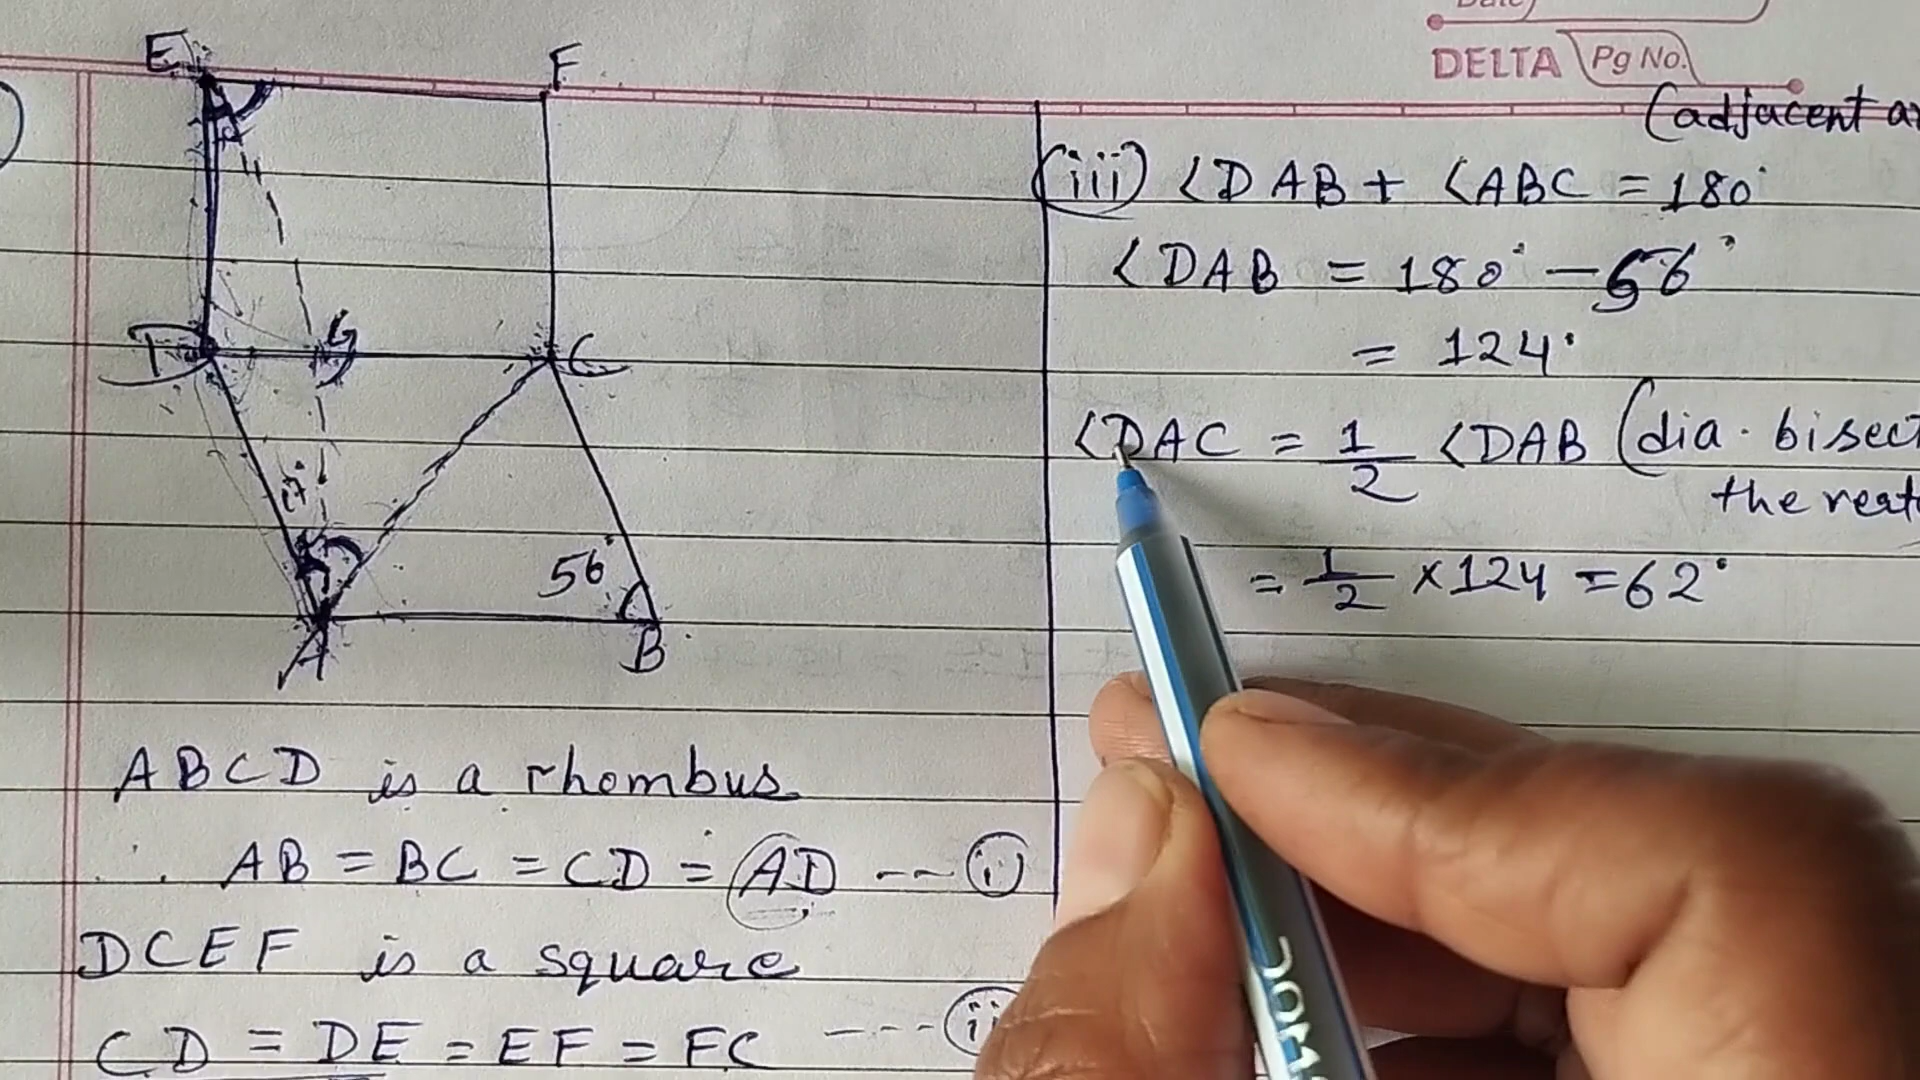 Date
DELTA Pg No.
E F
D G C
17°
56°
A B
ABCD is a rhombus
∴ AB = BC = CD = AD --- (i)
DCEF is a square
CD = DE = EF = FC ---- (ii
(adjacent
(iii) <DAB + <ABC = 180°
<DAB = 180° - 56°
= 124°
<DAC = 1/2 <DAB (dia. bisect
the
= 1/2 × 124 = 62°